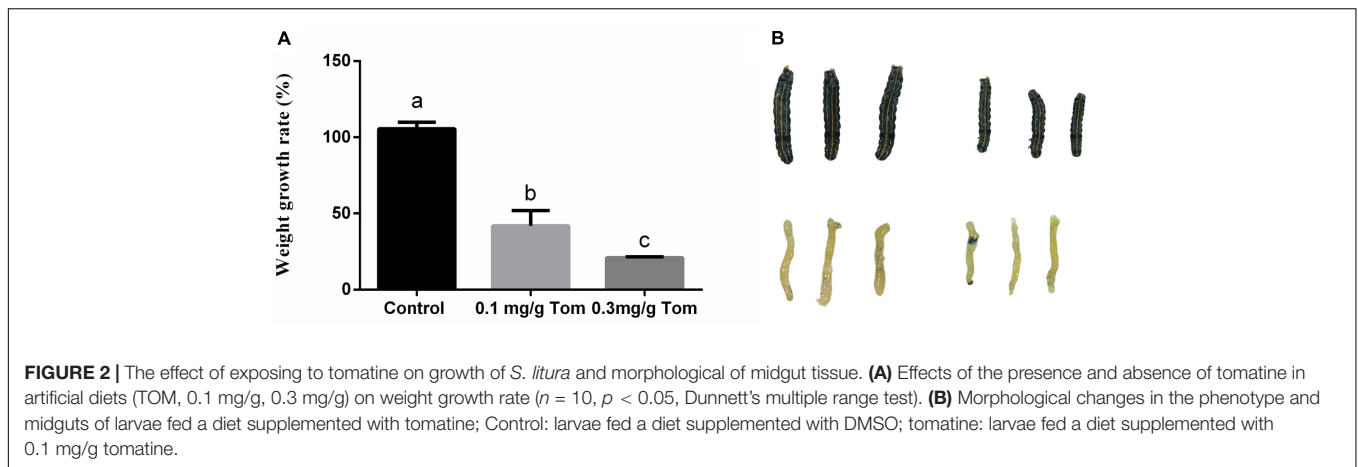 A
B
Weight growth rate (%)
150
100
50
0
a
b
c
Control
0.1 mg/g Tom
0.3mg/g Tom
FIGURE 2 | The effect of exposing to tomatine on growth of S. litura and morphological of midgut tissue. (A) Effects of the presence and absence of tomatine in
artificial diets (TOM, 0.1 mg/g, 0.3 mg/g) on weight growth rate (n = 10, p < 0.05, Dunnett's multiple range test). (B) Morphological changes in the phenotype and
midguts of larvae fed a diet supplemented with tomatine; Control: larvae fed a diet supplemented with DMSO; tomatine: larvae fed a diet supplemented with
0.1 mg/g tomatine.